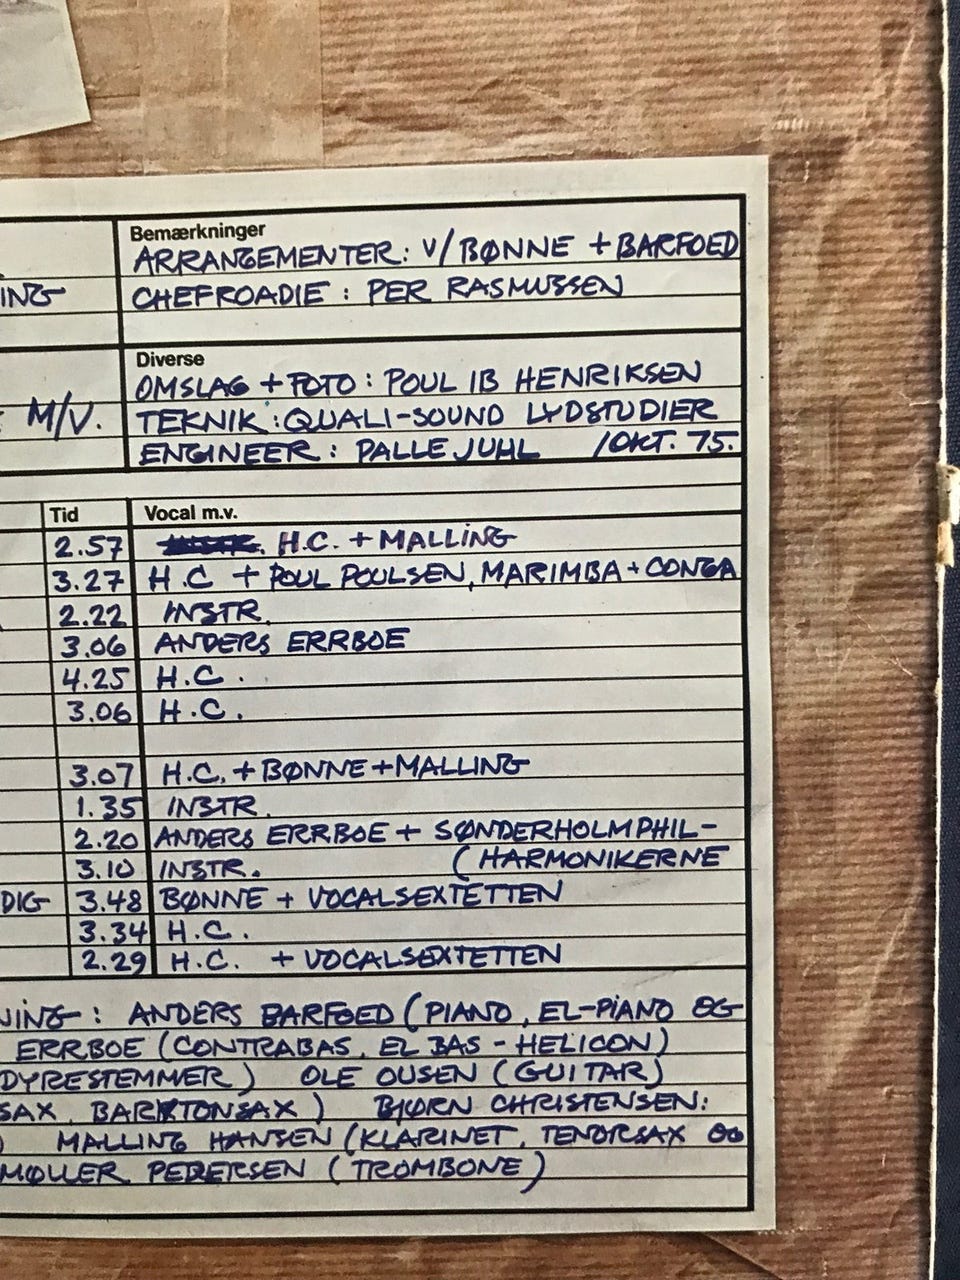 Bemærkninger
ARRANGEMENTER: V/BØNNE + BARFOED
ING CHEFROADIE : PER RASMUSSEN
Diverse
OMSLAG + FOTO : POUL IB HENRIKSEN
M/V. TEKNIK : QUALI-SOUND LYDSTUDIER
ENGINEER : PALLE JUHL /OKT. 75.
Tid Vocal m.v.
2.57 H.C. + MALLING
3.27 H.C + POUL POULSEN, MARIMBA + CONGA
2.22 INSTR.
3.06 ANDERS ERRBOE
4.25 H.C.
3.06 H.C.
3.07 H.C. + BØNNE + MALLING
1.35 INSTR.
2.20 ANDERS ERRBOE + SØNDERHOLMPHIL-
3.10 INSTR. (HARMONIKERNE
DIG 3.48 BØNNE + VOCALSEXTETTEN
3.34 H.C.
2.29 H.C. + VOCALSEXTETTEN
NING : ANDERS BARFOED (PIANO, EL-PIANO OG
ERRBOE (CONTRABAS, EL BAS - HELICON)
DYRESTEMMER) OLE OUSEN (GUITAR)
SAX, BARYTONSAX) BJØRN CHRISTENSEN:
) MALLING HANSEN (KLARINET, TENORSAX OG
MØLLER PEDERSEN (TROMBONE)